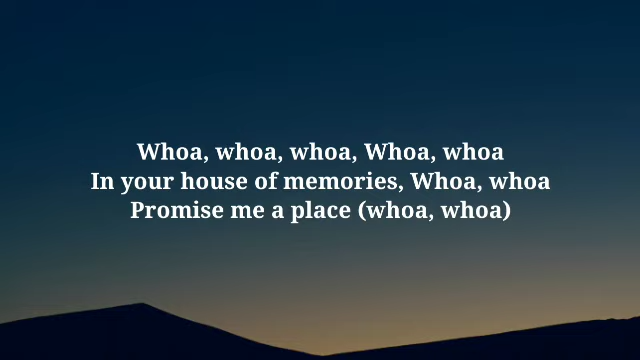 Whoa, whoa, whoa, Whoa, whoa
In your house of memories, Whoa, whoa
Promise me a place (whoa, whoa)